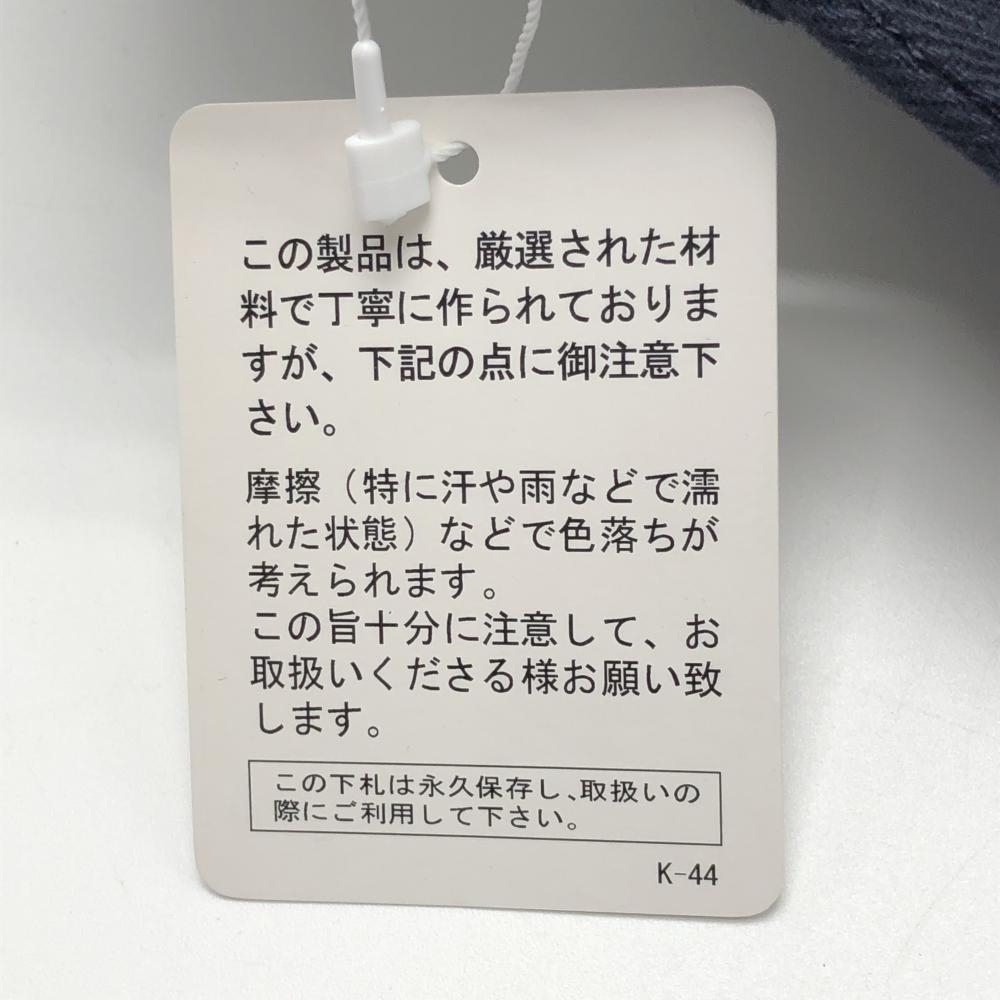 この製品は、厳選された材
料で丁寧に作られておりま
すが、下記の点に御注意下
さい。
摩擦（特に汗や雨などで濡
れた状態）などで色落ちが
考えられます。
この旨十分に注意して、お
取扱いくださる様お願い致
します。
この下札は永久保存し、取扱いの
際にご利用して下さい。
K-44